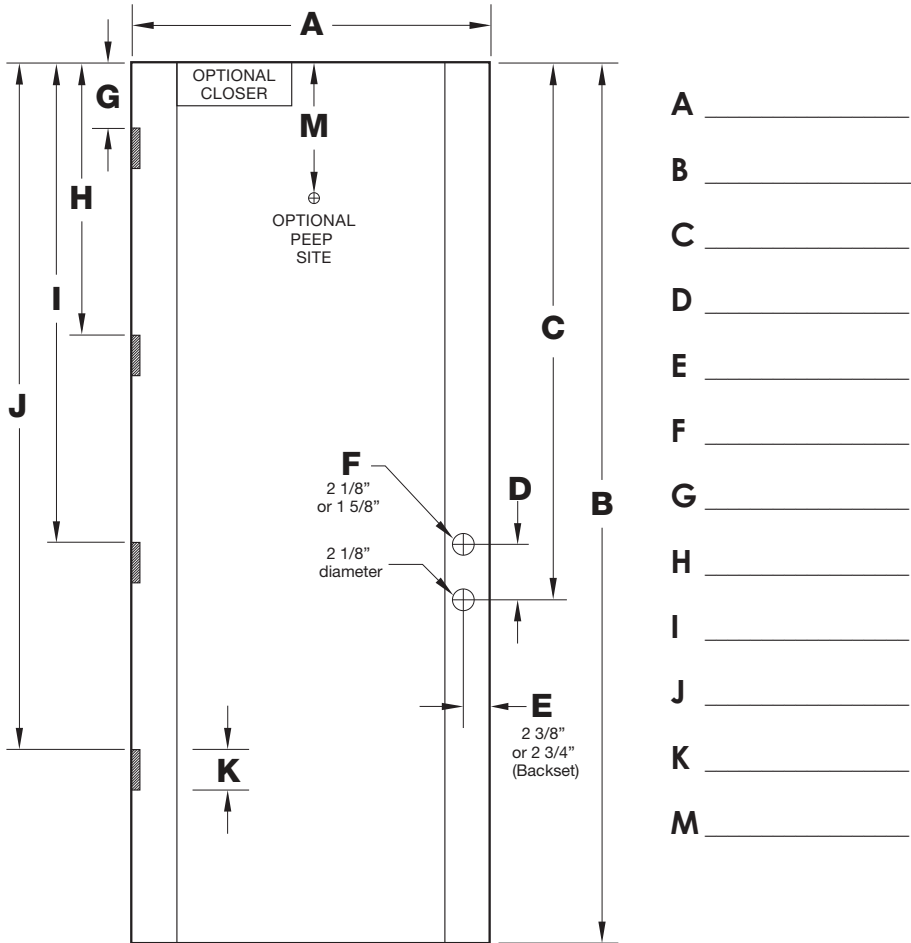 A
OPTIONAL
CLOSER
G
M
H
OPTIONAL
PEEP
SITE
I
C
J
F
2 1/8”
or 1 5/8”
D
B
2 1/8”
diameter
E
2 3/8”
or 2 3/4”
(Backset)
K
A
B
C
D
E
F
G
H
I
J
K
M